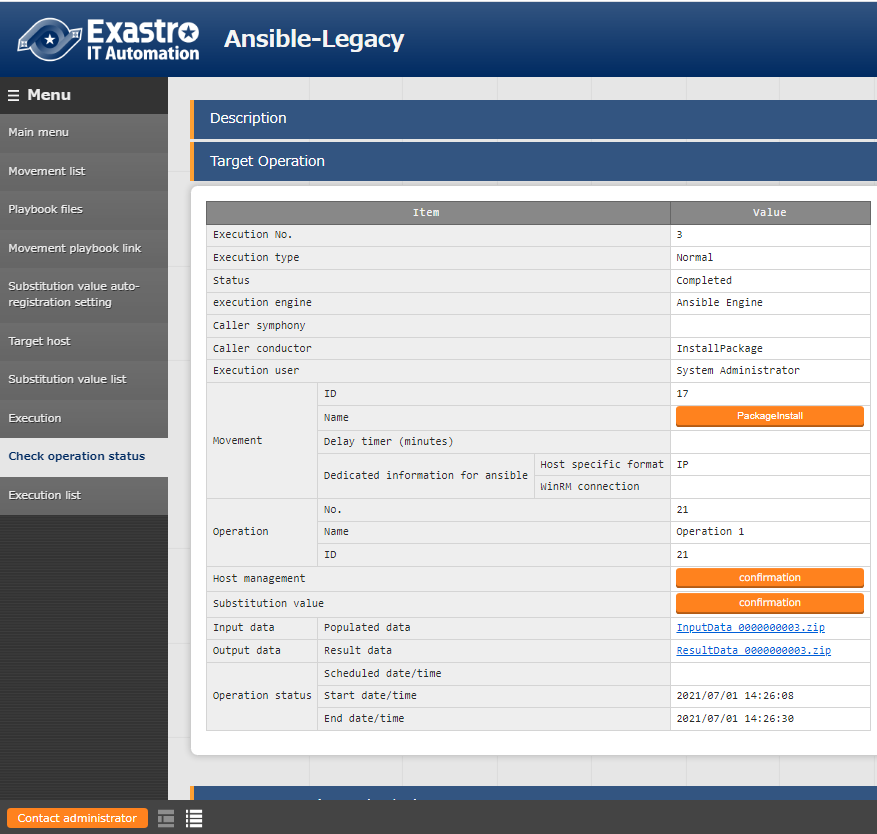 Exastro
IT Automation
Ansible-Legacy
Menu
Main menu
Movement list
Playbook files
Movement playbook link
Substitution value auto-
registration setting
Target host
Substitution value list
Execution
Check operation status
Execution list
Description
Target Operation
Item Value
Execution No. 3
Execution type Normal
Status Completed
execution engine Ansible Engine
Caller symphony
Caller conductor InstallPackage
Execution user System Administrator
Movement
ID 17
Name PackageInstall
Delay timer (minutes)
Dedicated information for ansible
Host specific format IP
WinRM connection
Operation
No. 21
Name Operation 1
ID 21
Host management confirmation
Substitution value confirmation
Input data Populated data InputData_0000000003.zip
Output data Result data ResultData_0000000003.zip
Operation status
Scheduled date/time
Start date/time 2021/07/01 14:26:08
End date/time 2021/07/01 14:26:30
Contact administrator